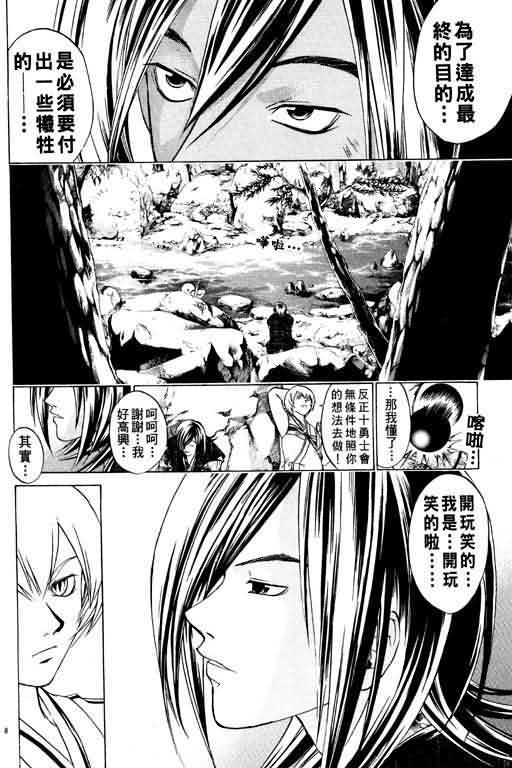 為了達成最
終的目的…
是必須要付
出一些犧牲
的——…
嘩啦…
喀啦…
…那我懂了…
反正十勇士會
無條件地照你
的想法去做！
呵呵呵…
謝謝…我
好高興…
其實…
開玩笑的…
我是…開玩
笑的啦……
8